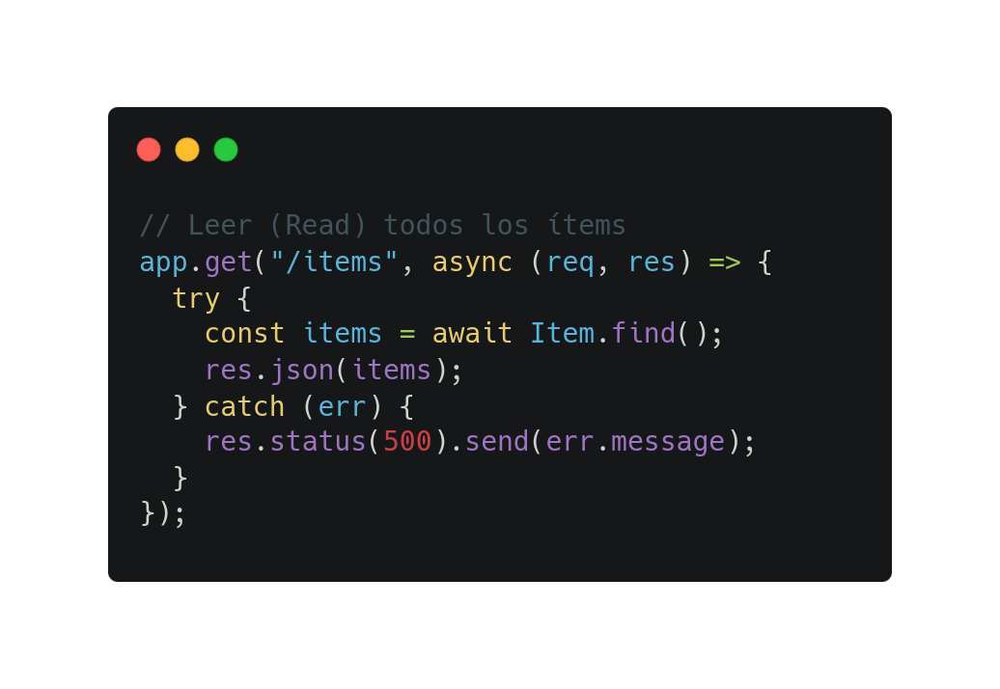 // Leer (Read) todos los ítems
app.get("/items", async (req, res) => {
  try {
    const items = await Item.find();
    res.json(items);
  } catch (err) {
    res.status(500).send(err.message);
  }
});